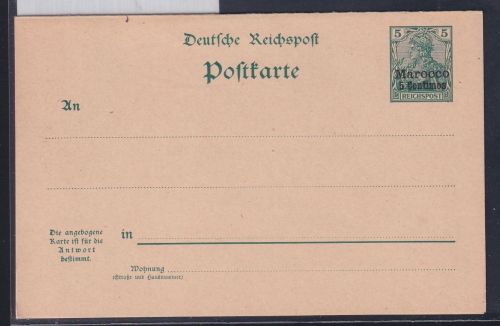 Deutsche Reichspost
Postkarte
5 5
Marocco
5 Centimos
REICHSPOST
An
Die angebogene
Karte ist für die
Antwort
bestimmt.
in
Wohnung
(Straße und Hausnummer)